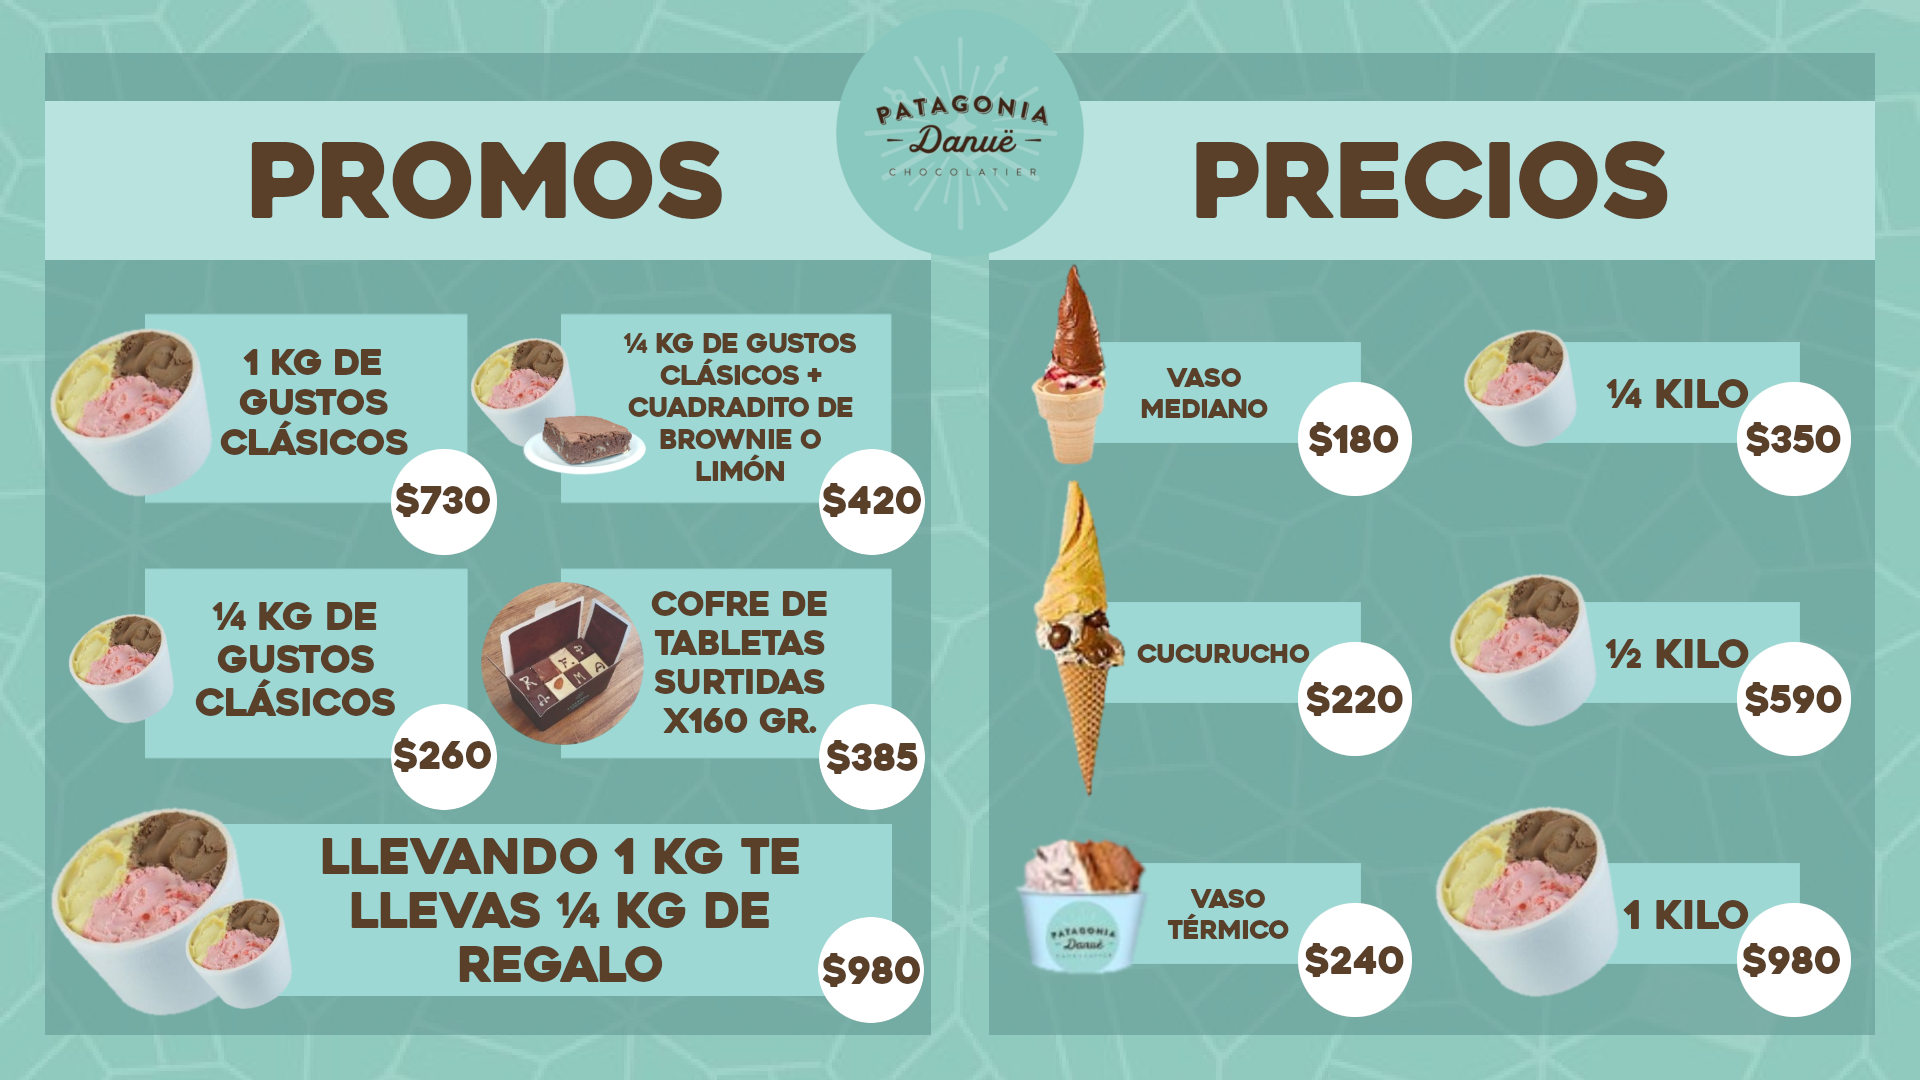 PATAGONIA
Danuë
CHOCOLATIER
PROMOS
1 KG DE
GUSTOS
CLÁSICOS
$730
¼ KG DE GUSTOS
CLÁSICOS +
CUADRADITO DE
BROWNIE O
LIMÓN
$420
¼ KG DE
GUSTOS
CLÁSICOS
$260
COFRE DE
TABLETAS
SURTIDAS
X160 GR.
$385
LLEVANDO 1 KG TE
LLEVAS ¼ KG DE
REGALO
$980
PRECIOS
VASO
MEDIANO
$180
¼ KILO
$350
CUCURUCHO
$220
½ KILO
$590
VASO
TÉRMICO
$240
PATAGONIA
Danuë
1 KILO
$980